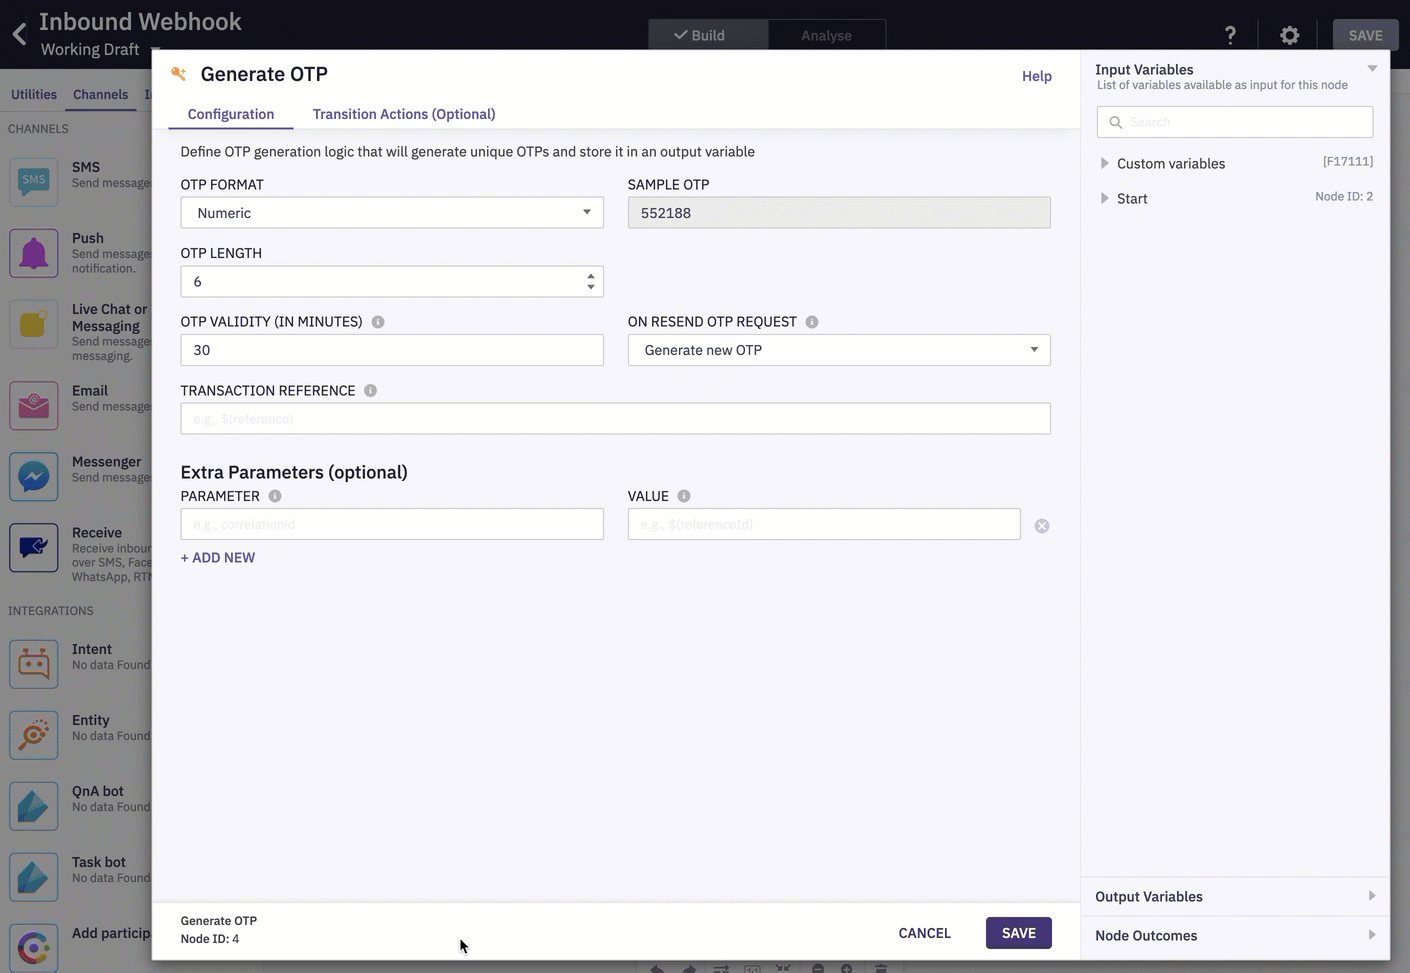 Inbound Webhook
Working Draft
Build
Analyse
?
SAVE
Utilities
Channels
CHANNELS
SMS
SMS
Send message
Push
Send message
notification.
Live Chat or
Messaging
Send message
messaging.
Email
Send message
Messenger
Send message
Receive
Receive inbou
over SMS, Face
WhatsApp, RTM
INTEGRATIONS
Intent
No data Found
Entity
No data Found
QnA bot
No data Found
Task bot
No data Found
Add particip
Generate OTP
Help
Configuration
Transition Actions (Optional)
Define OTP generation logic that will generate unique OTPs and store it in an output variable
OTP FORMAT
SAMPLE OTP
Numeric
552188
OTP LENGTH
6
OTP VALIDITY (IN MINUTES)
ON RESEND OTP REQUEST
30
Generate new OTP
TRANSACTION REFERENCE
e.g., $(reference)
Extra Parameters (optional)
PARAMETER
VALUE
e.g., correlationid
e.g., $(referenceId)
+ ADD NEW
Generate OTP
Node ID: 4
CANCEL
SAVE
Input Variables
List of variables available as input for this node
Search
Custom variables
[F17111]
Start
Node ID: 2
Output Variables
Node Outcomes